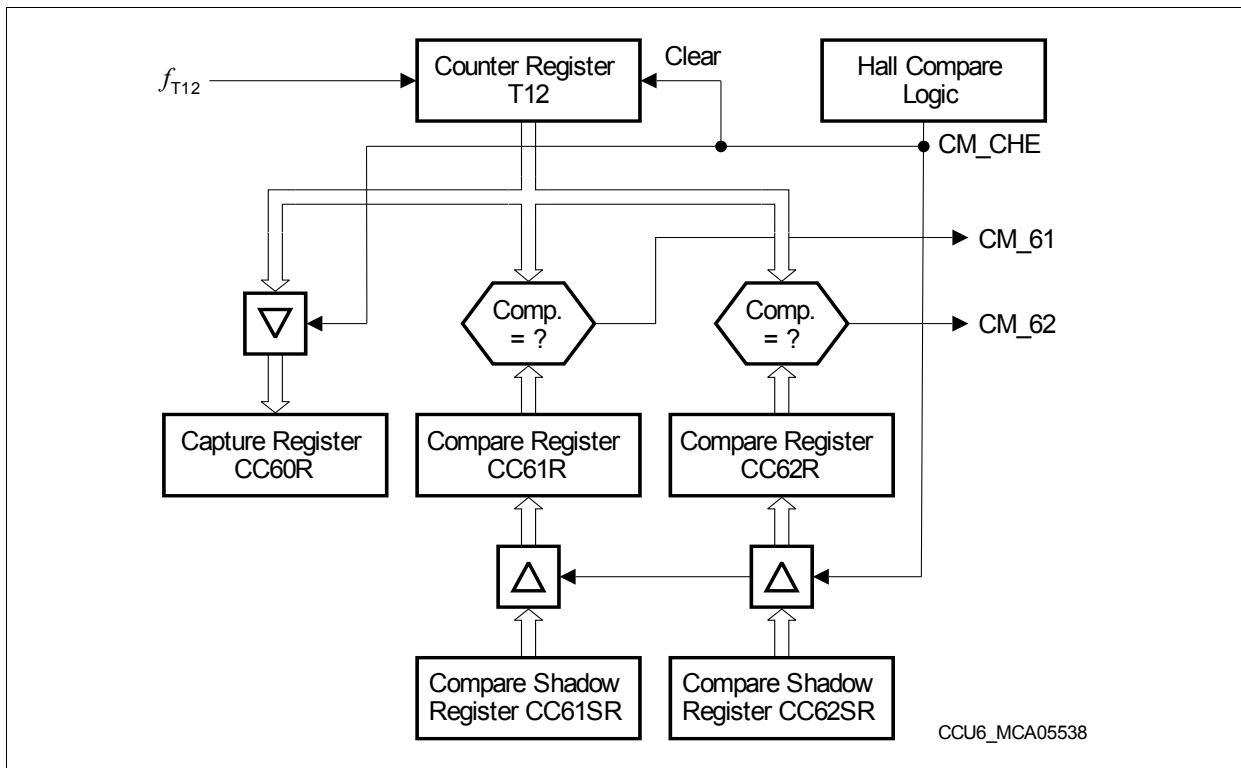 fT12
Counter Register
T12
Clear
Hall Compare
Logic
CM_CHE
CM_61
Comp.
= ?
Comp.
= ?
CM_62
Capture Register
CC60R
Compare Register
CC61R
Compare Register
CC62R
Compare Shadow
Register CC61SR
Compare Shadow
Register CC62SR
CCU6_MCA05538